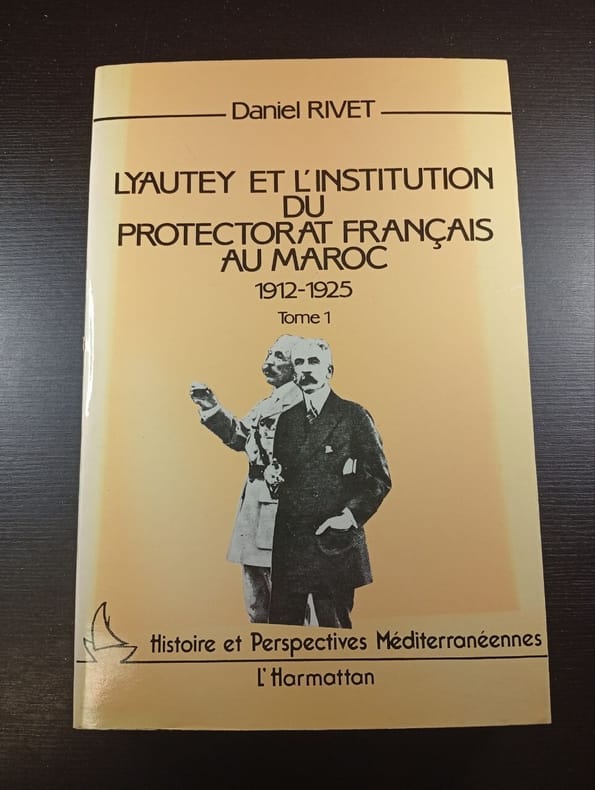 Daniel RIVET
LYAUTEY ET L'INSTITUTION
DU
PROTECTORAT FRANÇAIS
AU MAROC
1912-1925
Tome 1
Histoire et Perspectives Méditerranéennes
L'Harmattan